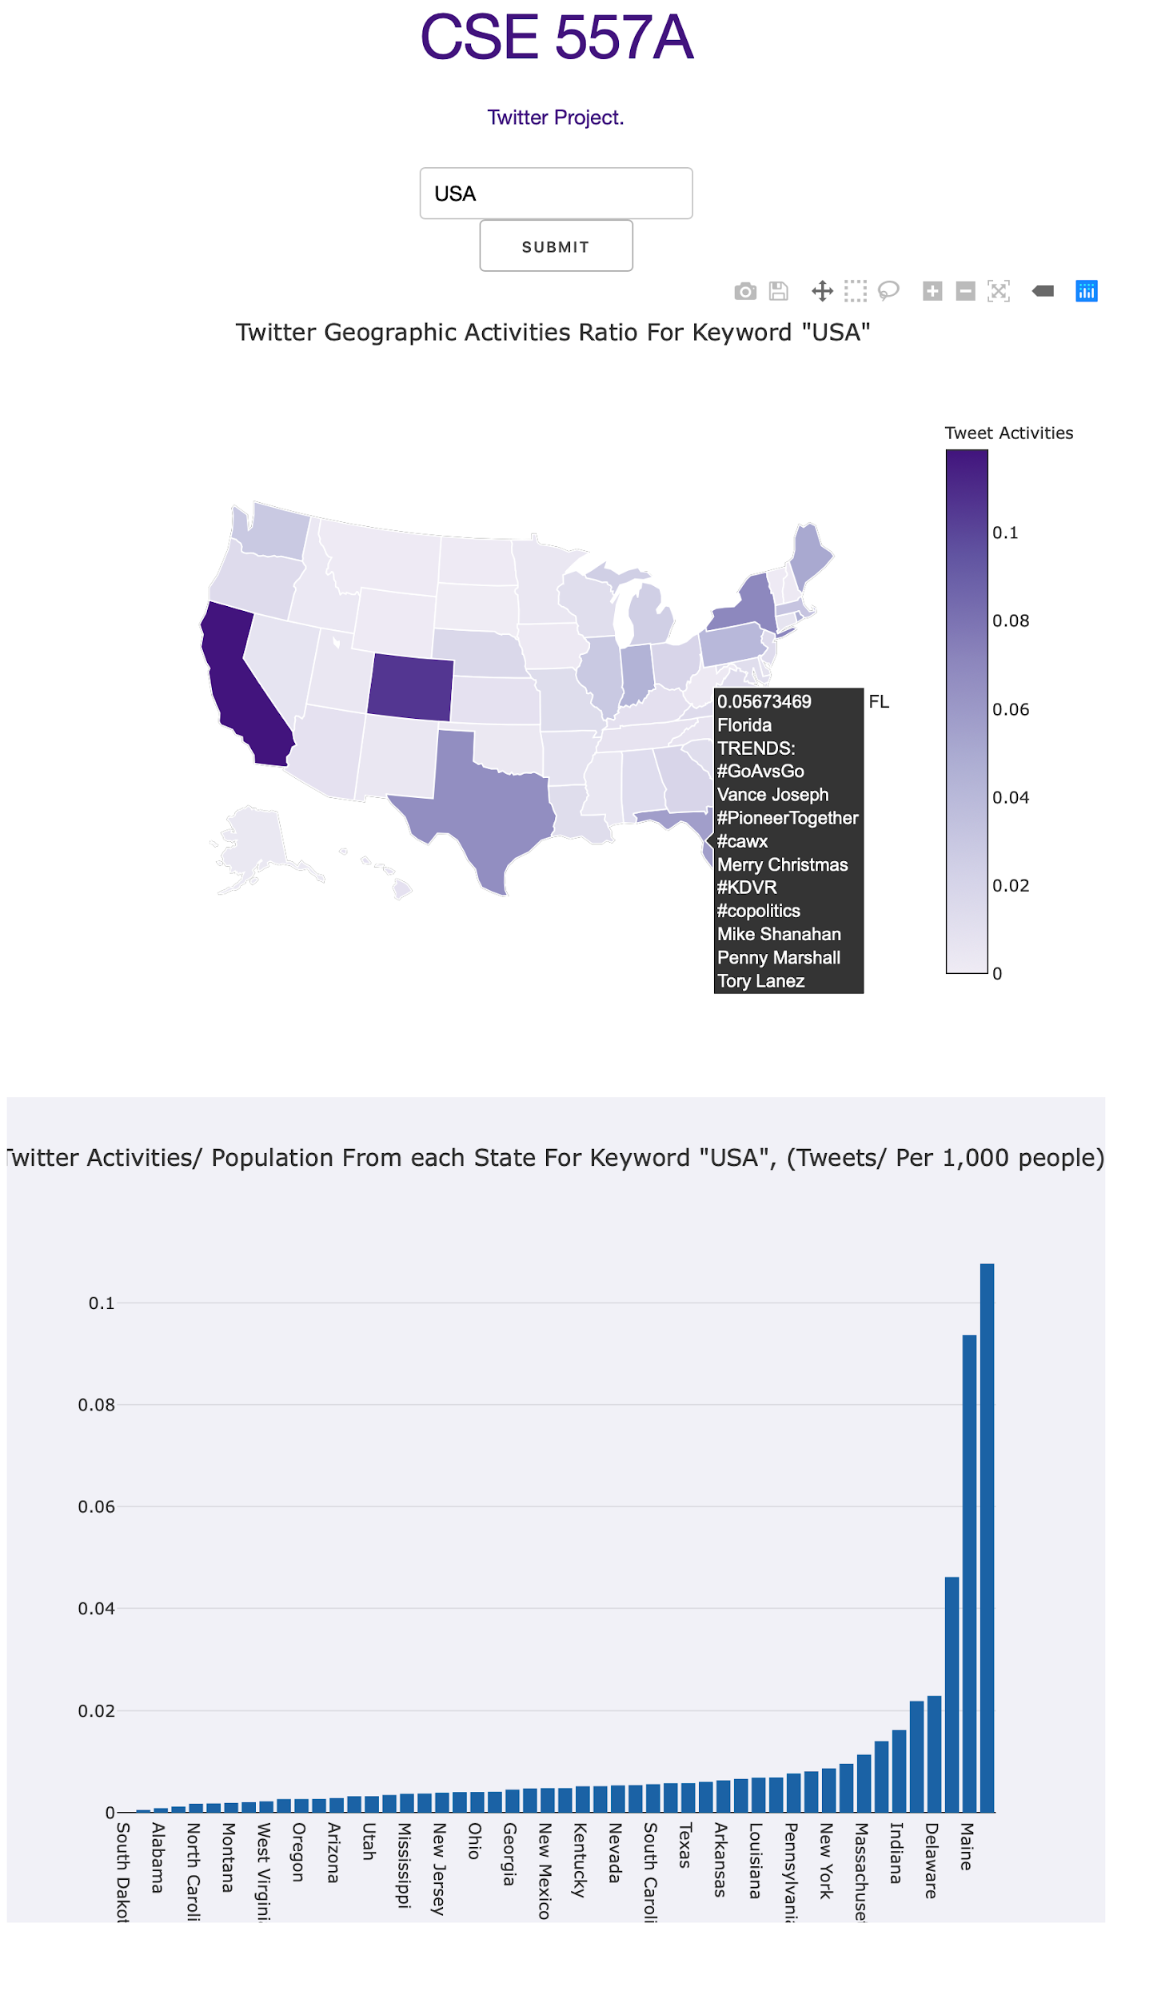 CSE 557A
Twitter Project.
USA
SUBMIT
Twitter Geographic Activities Ratio For Keyword "USA"
Tweet Activities
0.1
0.08
0.06
0.04
0.02
0
0.05673469
FL
Florida
TRENDS:
#GoAvsGo
Vance Joseph
#PioneerTogether
#cawx
Merry Christmas
#KDVR
#copolitics
Mike Shanahan
Penny Marshall
Tory Lanez
Twitter Activities/ Population From each State For Keyword "USA", (Tweets/ Per 1,000 people)
0.1
0.08
0.06
0.04
0.02
0
South Dakot
Alabama
North Caroli
Montana
West Virgini
Oregon
Arizona
Utah
Mississippi
New Jersey
Ohio
Georgia
New Mexico
Kentucky
Nevada
South Caroli
Texas
Arkansas
Louisiana
Pennsylvani
New York
Massachuse
Indiana
Delaware
Maine